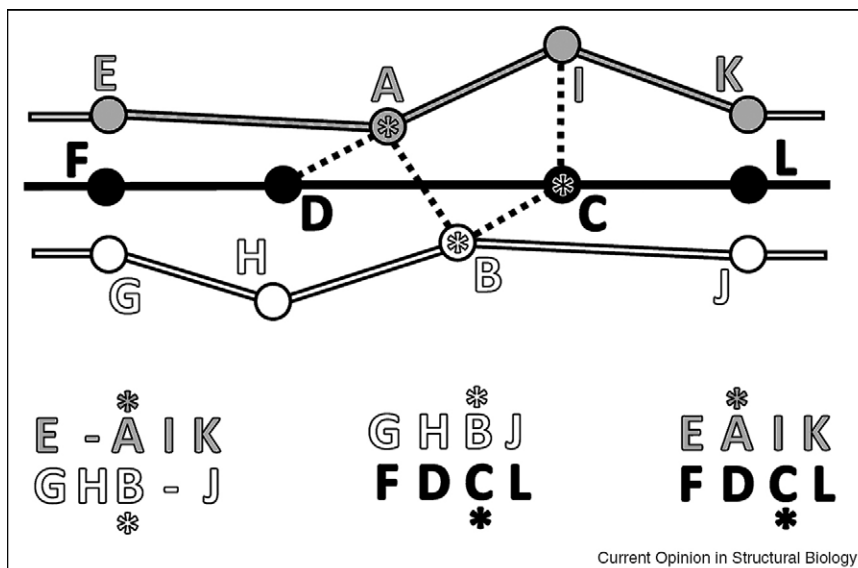 E A I K
F D C L
G H B J
* * *
E - A I K G H B J E A I K
G H B - J F D C L F D C L
* * *
Current Opinion in Structural Biology